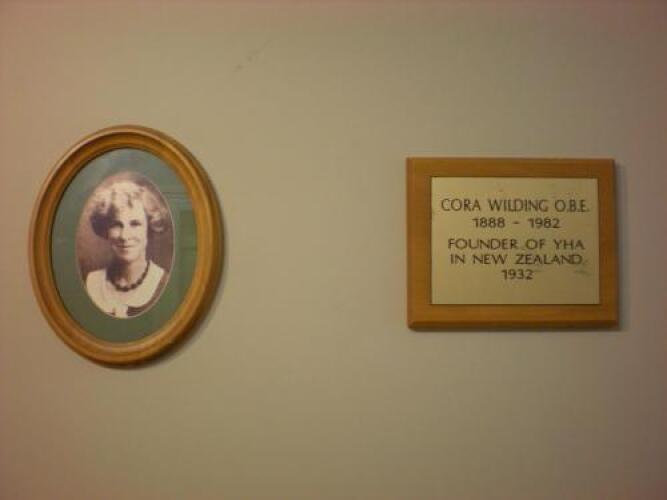 CORA WILDING O.B.E.
1888 - 1982
FOUNDER OF YHA
IN NEW ZEALAND
1932